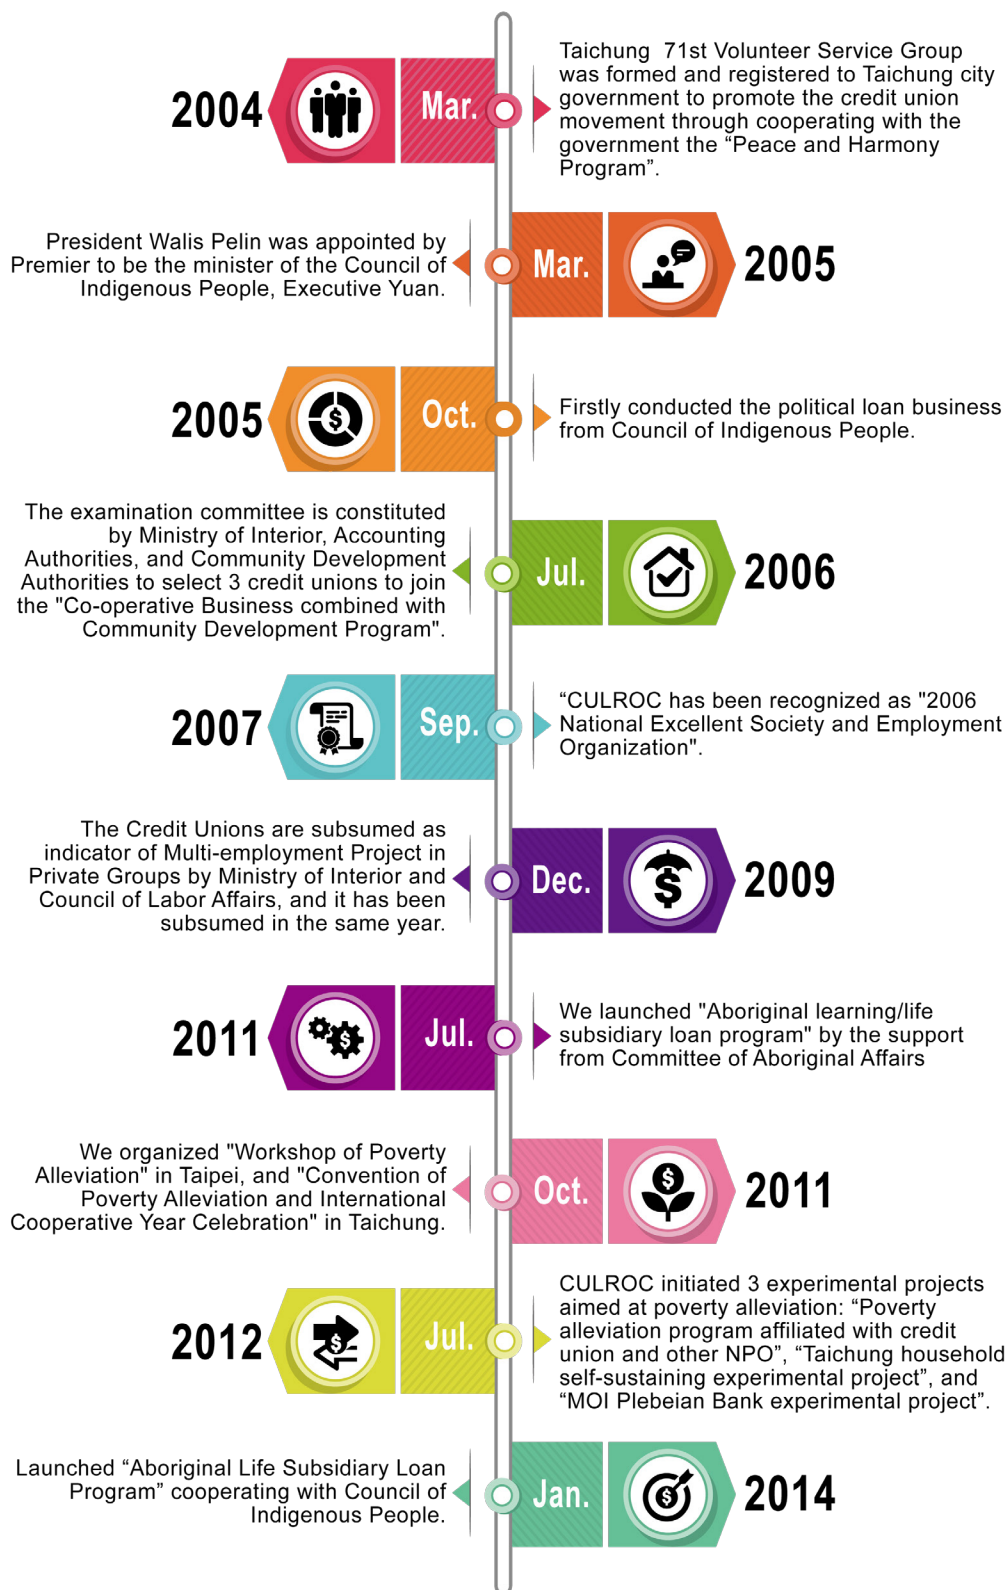 2004
Mar.
Taichung  71st Volunteer Service Group
was formed and registered to Taichung city
government to promote the credit union
movement through cooperating with the
government the “Peace and Harmony
Program”.
President Walis Pelin was appointed by
Premier to be the minister of the Council of
Indigenous People, Executive Yuan.
Mar.
2005
2005
Oct.
Firstly conducted the political loan business
from Council of Indigenous People.
The examination committee is constituted
by Ministry of Interior, Accounting
Authorities, and Community Development
Authorities to select 3 credit unions to join
the "Co-operative Business combined with
Community Development Program".
Jul.
2006
2007
Sep.
“CULROC has been recognized as "2006
National Excellent Society and Employment
Organization".
The Credit Unions are subsumed as
indicator of Multi-employment Project in
Private Groups by Ministry of Interior and
Council of Labor Affairs, and it has been
subsumed in the same year.
Dec.
2009
2011
Jul.
We launched "Aboriginal learning/life
subsidiary loan program" by the support
from Committee of Aboriginal Affairs
We organized "Workshop of Poverty
Alleviation" in Taipei, and "Convention of
Poverty Alleviation and International
Cooperative Year Celebration" in Taichung.
Oct.
2011
2012
Jul.
CULROC initiated 3 experimental projects
aimed at poverty alleviation: “Poverty
alleviation program affiliated with credit
union and other NPO”, “Taichung household
self-sustaining experimental project”, and
“MOI Plebeian Bank experimental project”.
Launched “Aboriginal Life Subsidiary Loan
Program” cooperating with Council of
Indigenous People.
Jan.
2014